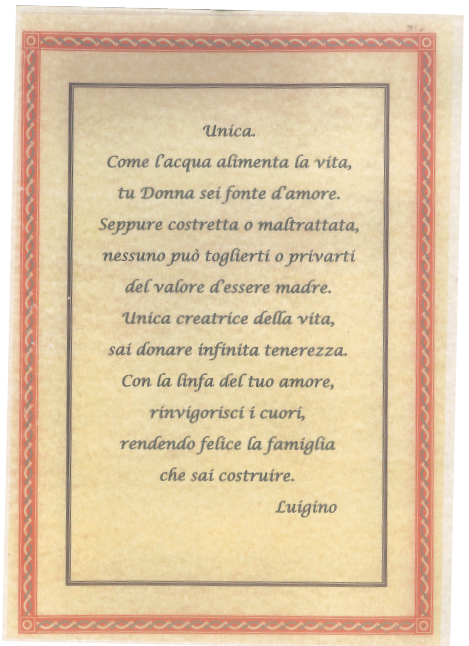 Unica.
Come l'acqua alimenta la vita,
tu Donna sei fonte d'amore.
Seppure costretta o maltrattata,
nessuno può toglierti o privarti
del valore d'essere madre.
Unica creatrice della vita,
sai donare infinita tenerezza.
Con la linfa del tuo amore,
rinvigorisci i cuori,
rendendo felice la famiglia
che sai costruire.
Luigino